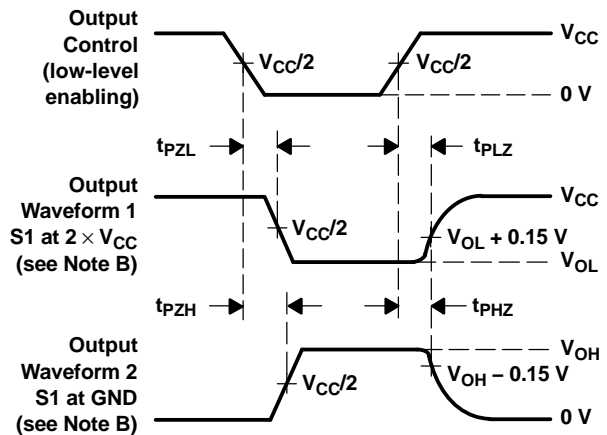 Output
Control
(low-level
enabling)
VCC/2
VCC/2
VCC
0 V
tPZL
tPLZ
Output
Waveform 1
S1 at 2 × VCC
(see Note B)
VCC/2
VCC
VOL + 0.15 V
VOL
tPZH
tPHZ
Output
Waveform 2
S1 at GND
(see Note B)
VCC/2
VOH
VOH – 0.15 V
0 V